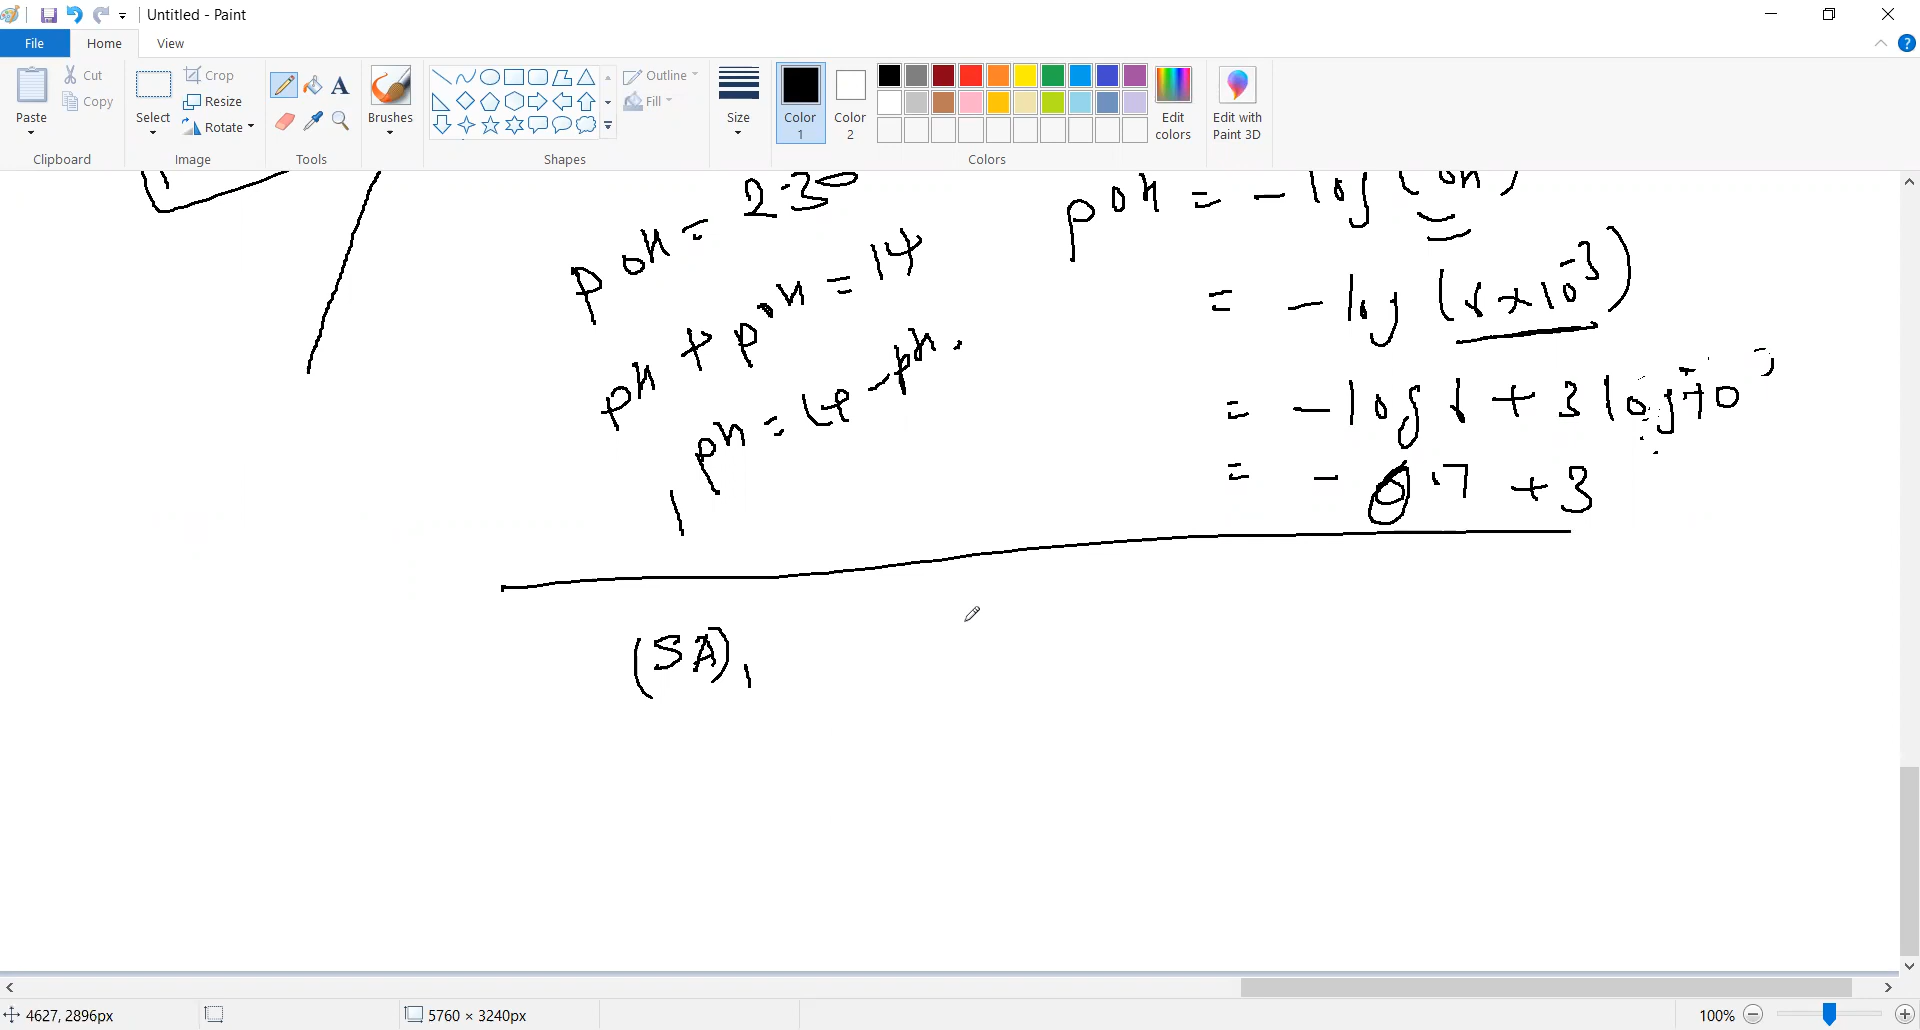 Untitled - Paint
File Home View
Cut
Copy
Paste
Clipboard
Select
Crop
Resize
Rotate
Image
Tools
Brushes
Shapes
Outline
Fill
Size
Color 1
Color 2
Edit colors
Edit with Paint 3D
Colors
pOH = 2.30
pH + pOH = 14
pH = 14 - pH.
pOH = - log (OH)
= - log ( x 10-3)
= - log + 3 log 10
= - 0.7 + 3
(SA),
4627, 2896px
5760 × 3240px
100%